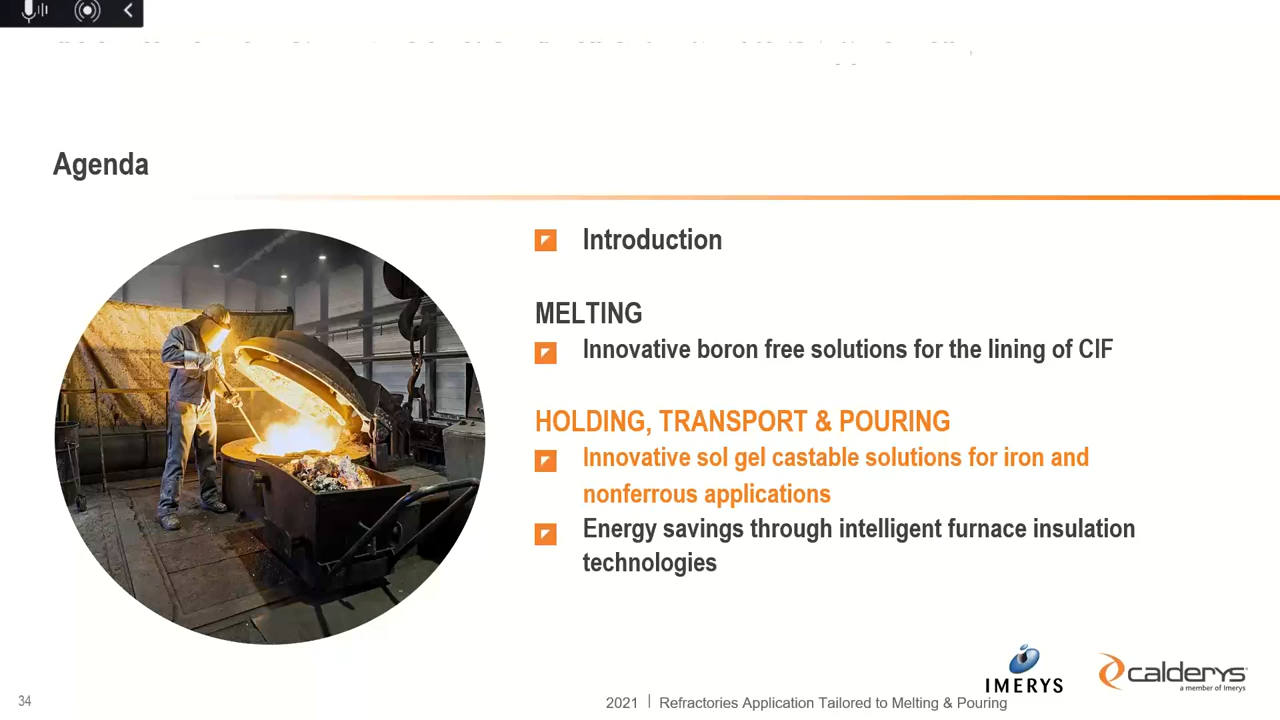 Agenda
Introduction
MELTING
Innovative boron free solutions for the lining of CIF
HOLDING, TRANSPORT & POURING
Innovative sol gel castable solutions for iron and
nonferrous applications
Energy savings through intelligent furnace insulation
technologies
IMERYS
calderys
a member of Imerys
34
2021 | Refractories Application Tailored to Melting & Pouring